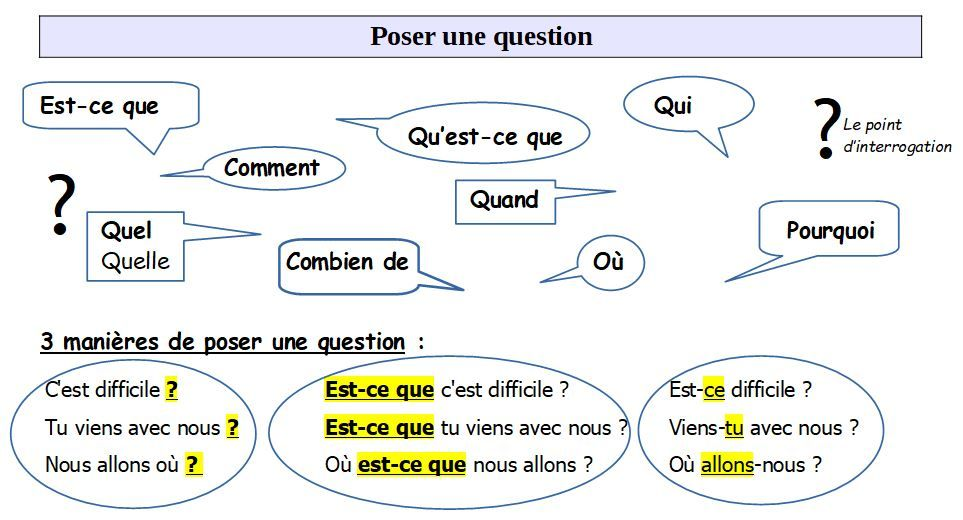 Poser une question
Est-ce que
Qu'est-ce que
Qui
?
Le point
d'interrogation
Comment
?
Quand
Quel
Quelle
Pourquoi
Combien de
Où
3 manières de poser une question :
C'est difficile ?
Tu viens avec nous ?
Nous allons où ?
Est-ce que c'est difficile ?
Est-ce que tu viens avec nous ?
Où est-ce que nous allons ?
Est-ce difficile ?
Viens-tu avec nous ?
Où allons-nous ?